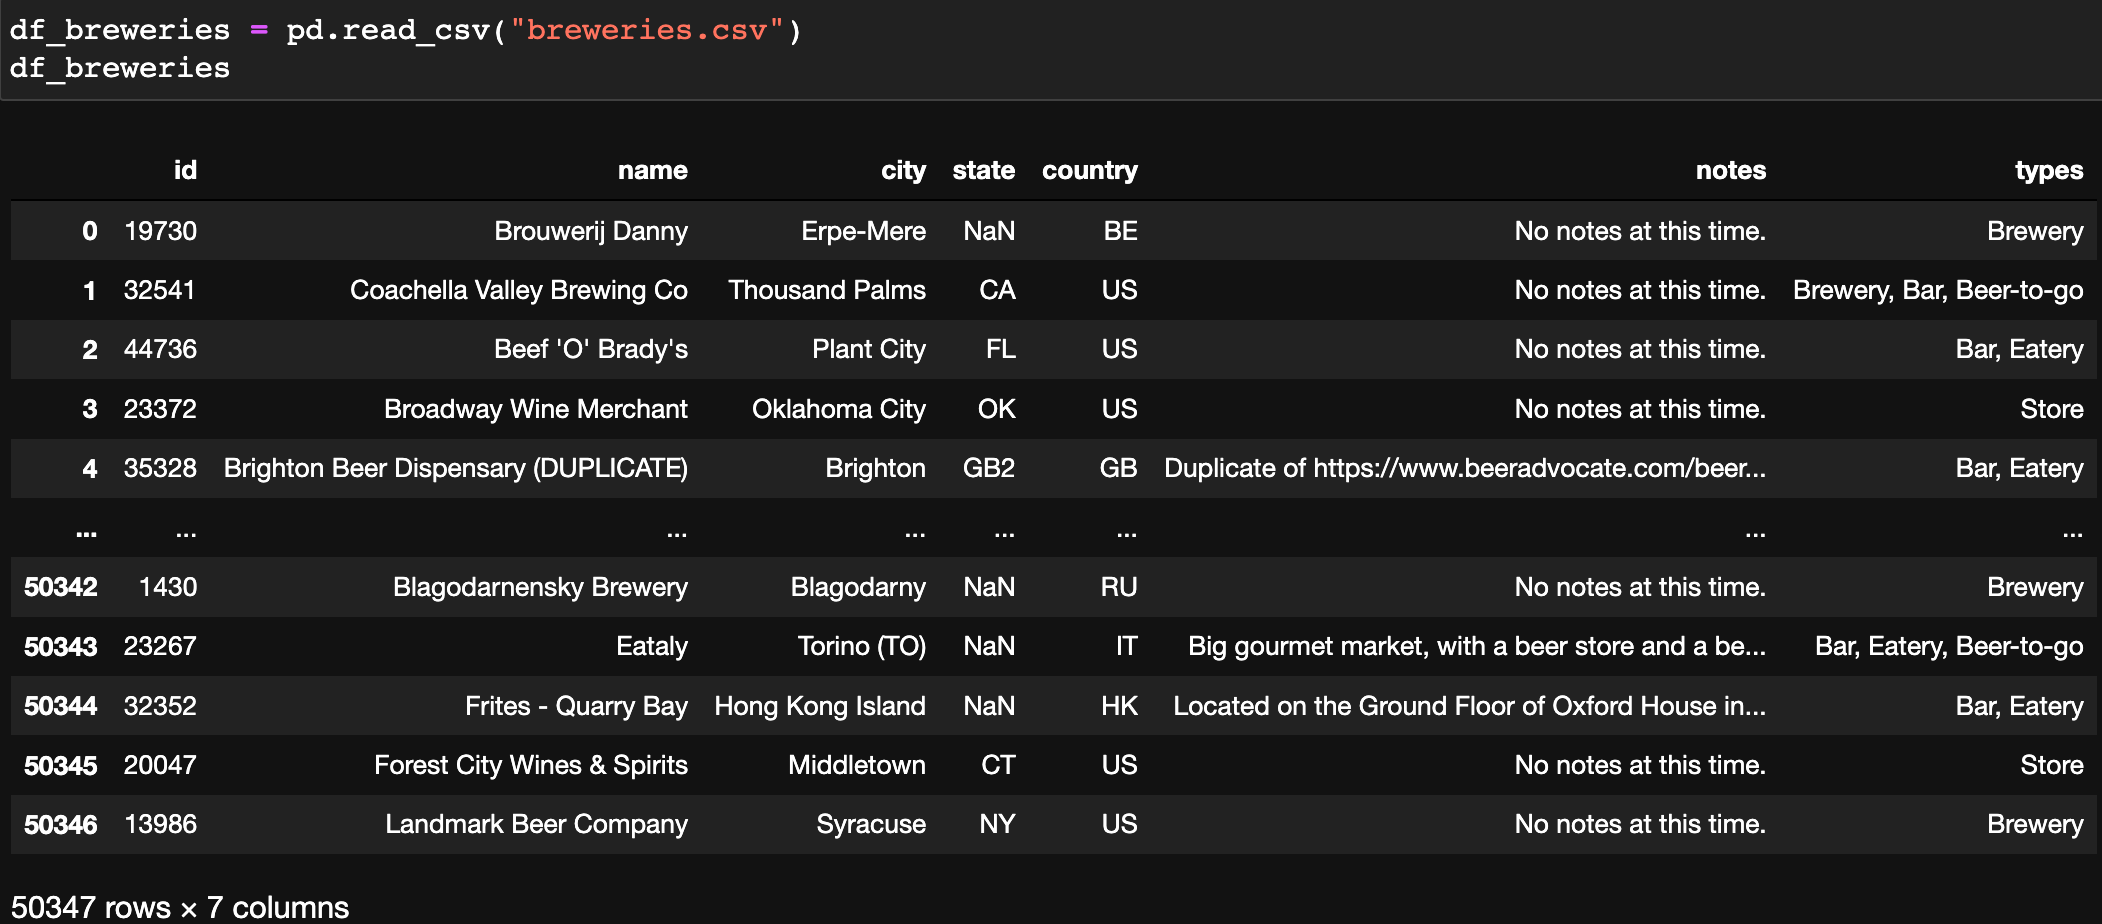 df_breweries = pd.read_csv("breweries.csv")
df_breweries
id name city state country notes types
0 19730 Brouwerij Danny Erpe-Mere NaN BE No notes at this time. Brewery
1 32541 Coachella Valley Brewing Co Thousand Palms CA US No notes at this time. Brewery, Bar, Beer-to-go
2 44736 Beef 'O' Brady's Plant City FL US No notes at this time. Bar, Eatery
3 23372 Broadway Wine Merchant Oklahoma City OK US No notes at this time. Store
4 35328 Brighton Beer Dispensary (DUPLICATE) Brighton GB2 GB Duplicate of https://www.beeradvocate.com/beer... Bar, Eatery
... ... ... ... ... ... ... ...
50342 1430 Blagodarnensky Brewery Blagodarny NaN RU No notes at this time. Brewery
50343 23267 Eataly Torino (TO) NaN IT Big gourmet market, with a beer store and a be... Bar, Eatery, Beer-to-go
50344 32352 Frites - Quarry Bay Hong Kong Island NaN HK Located on the Ground Floor of Oxford House in... Bar, Eatery
50345 20047 Forest City Wines & Spirits Middletown CT US No notes at this time. Store
50346 13986 Landmark Beer Company Syracuse NY US No notes at this time. Brewery
50347 rows × 7 columns